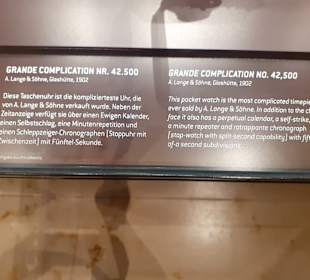 GRANDE COMPLICATION NR. 42.500
A. Lange & Söhne, Glashütte, 1902
Diese Taschenuhr ist die komplizierteste Uhr, die
von A. Lange & Söhne verkauft wurde. Neben der
Zeitanzeige verfügt sie über einen Ewigen Kalender,
einen Selbstschlag, eine Minutenrepetition und
einen Schleppzeiger-Chronographen (Stoppuhr mit
Zwischenzeit) mit Fünftel-Sekunde.
GRANDE COMPLICATION NO. 42,500
A. Lange & Söhne, Glashütte, 1902
This pocket watch is the most complicated timepie
ever sold by A. Lange & Söhne. In addition to the c
face it also has a perpetual calendar, a self-strike,
a minute repeater and rattrapante chronograph
(stop-watch with split-second capability) with fif
of-a second subdivision